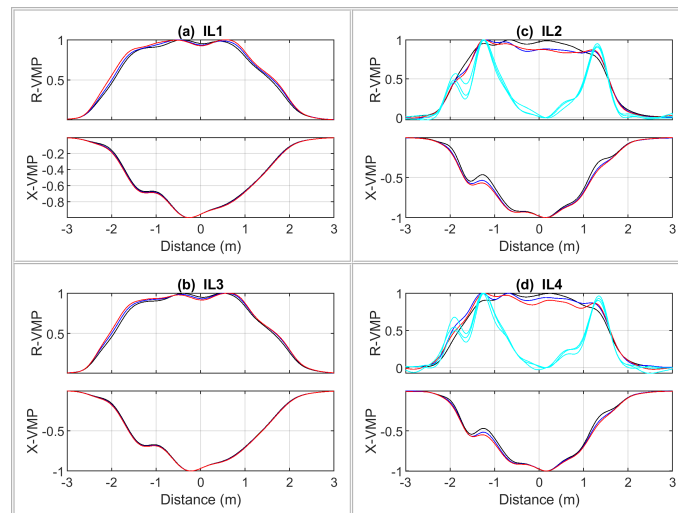 (a) IL1
R-VMP
1
0.5
X-VMP
-0.2
-0.4
-0.6
-0.8
-3 -2 -1 0 1 2 3
Distance (m)
(c) IL2
R-VMP
1
0.5
0
X-VMP
-0.5
-1
-3 -2 -1 0 1 2 3
Distance (m)
(b) IL3
R-VMP
1
0.5
X-VMP
-0.5
-1
-3 -2 -1 0 1 2 3
Distance (m)
(d) IL4
R-VMP
1
0.5
0
X-VMP
-0.5
-1
-3 -2 -1 0 1 2 3
Distance (m)